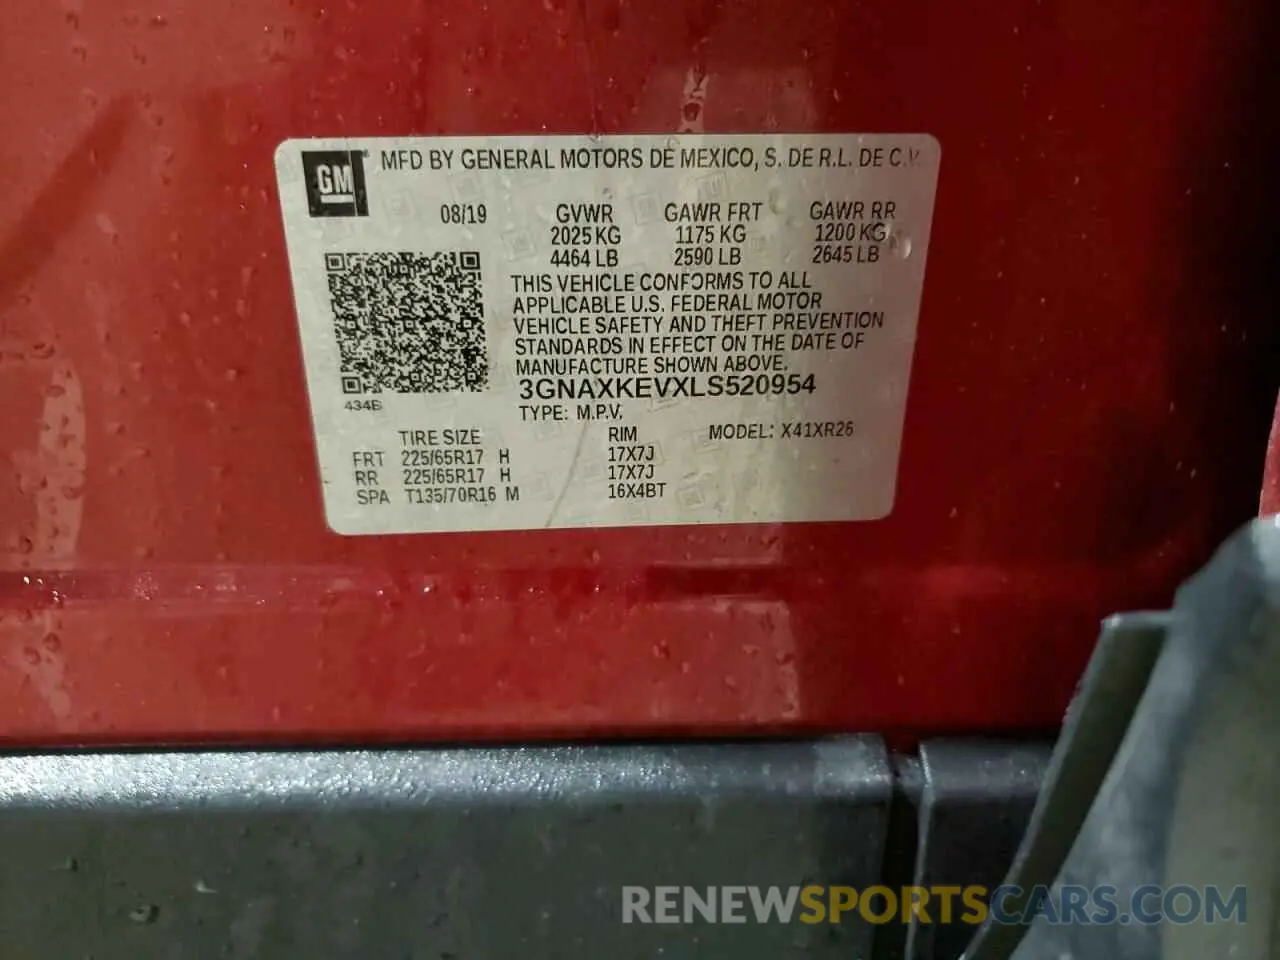 GM
MFD BY GENERAL MOTORS DE MEXICO, S. DE R.L. DE C.V.
08/19 GVWR GAWR FRT GAWR RR
2025 KG 1175 KG 1200 KG
4464 LB 2590 LB 2645 LB
THIS VEHICLE CONFORMS TO ALL
APPLICABLE U.S. FEDERAL MOTOR
VEHICLE SAFETY AND THEFT PREVENTION
STANDARDS IN EFFECT ON THE DATE OF
MANUFACTURE SHOWN ABOVE.
3GNAXKEVXLS520954
434B
TYPE: M.P.V.
TIRE SIZE RIM MODEL: X41XR26
FRT 225/65R17 H 17X7J
RR 225/65R17 H 17X7J
SPA T135/70R16 M 16X4BT
RENEWSPORTSCARS.COM